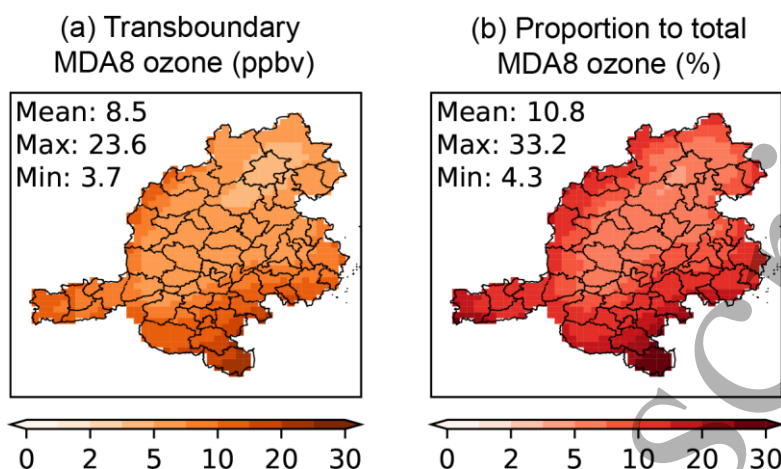 (a) Transboundary
MDA8 ozone (ppbv)
Mean: 8.5
Max: 23.6
Min: 3.7
0 2 5 10 20 30
(b) Proportion to total
MDA8 ozone (%)
Mean: 10.8
Max: 33.2
Min: 4.3
0 2 5 10 20 30